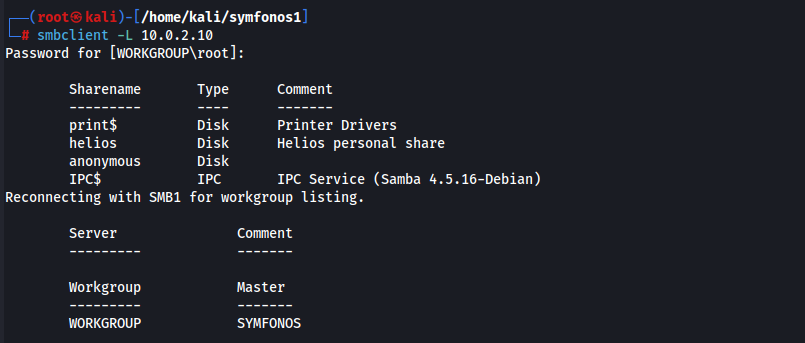 (root㉿kali)-[/home/kali/symfonos1]
# smbclient -L 10.0.2.10
Password for [WORKGROUP\root]:
Sharename Type Comment
--------- ---- -------
print$ Disk Printer Drivers
helios Disk Helios personal share
anonymous Disk
IPC$ IPC IPC Service (Samba 4.5.16-Debian)
Reconnecting with SMB1 for workgroup listing.
Server Comment
--------- -------
Workgroup Master
--------- -------
WORKGROUP SYMFONOS